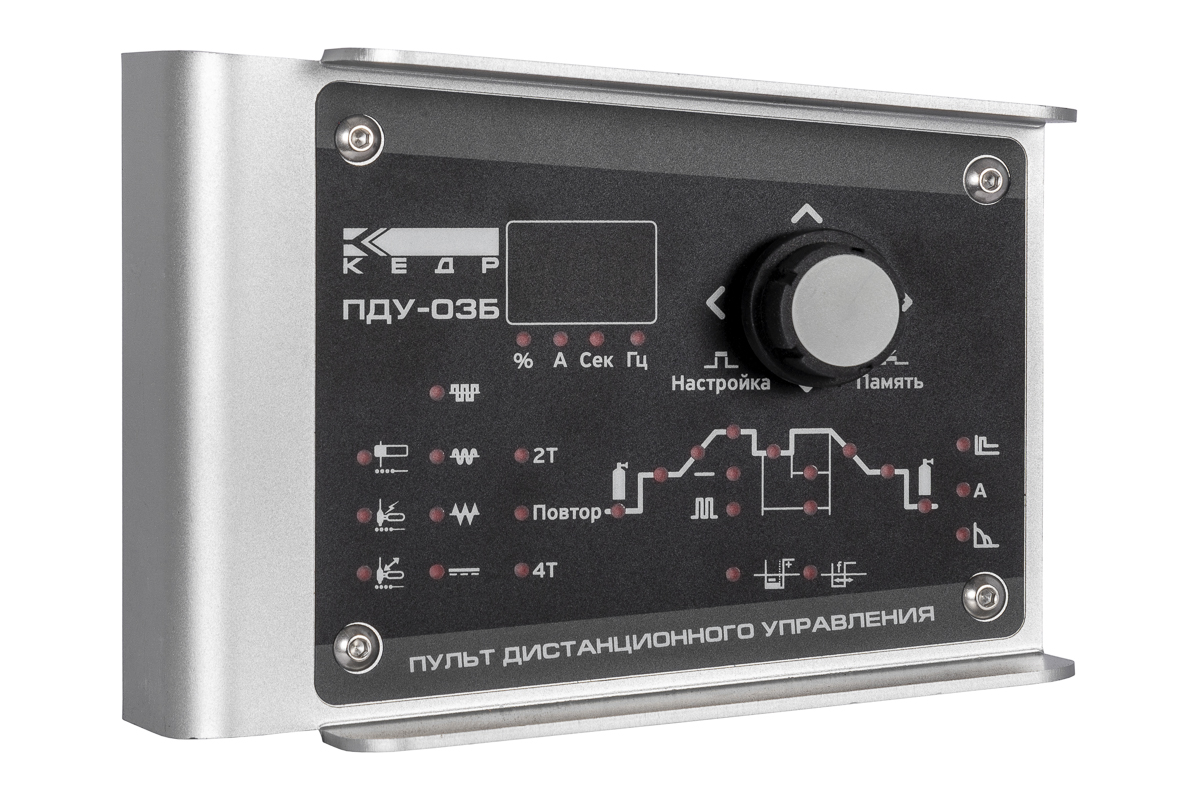 КЕДР
ПДУ-03Б
% А Сек Гц
Настройка Память
2Т
Повтор
А
4Т
f
ПУЛЬТ ДИСТАНЦИОННОГО УПРАВЛЕНИЯ